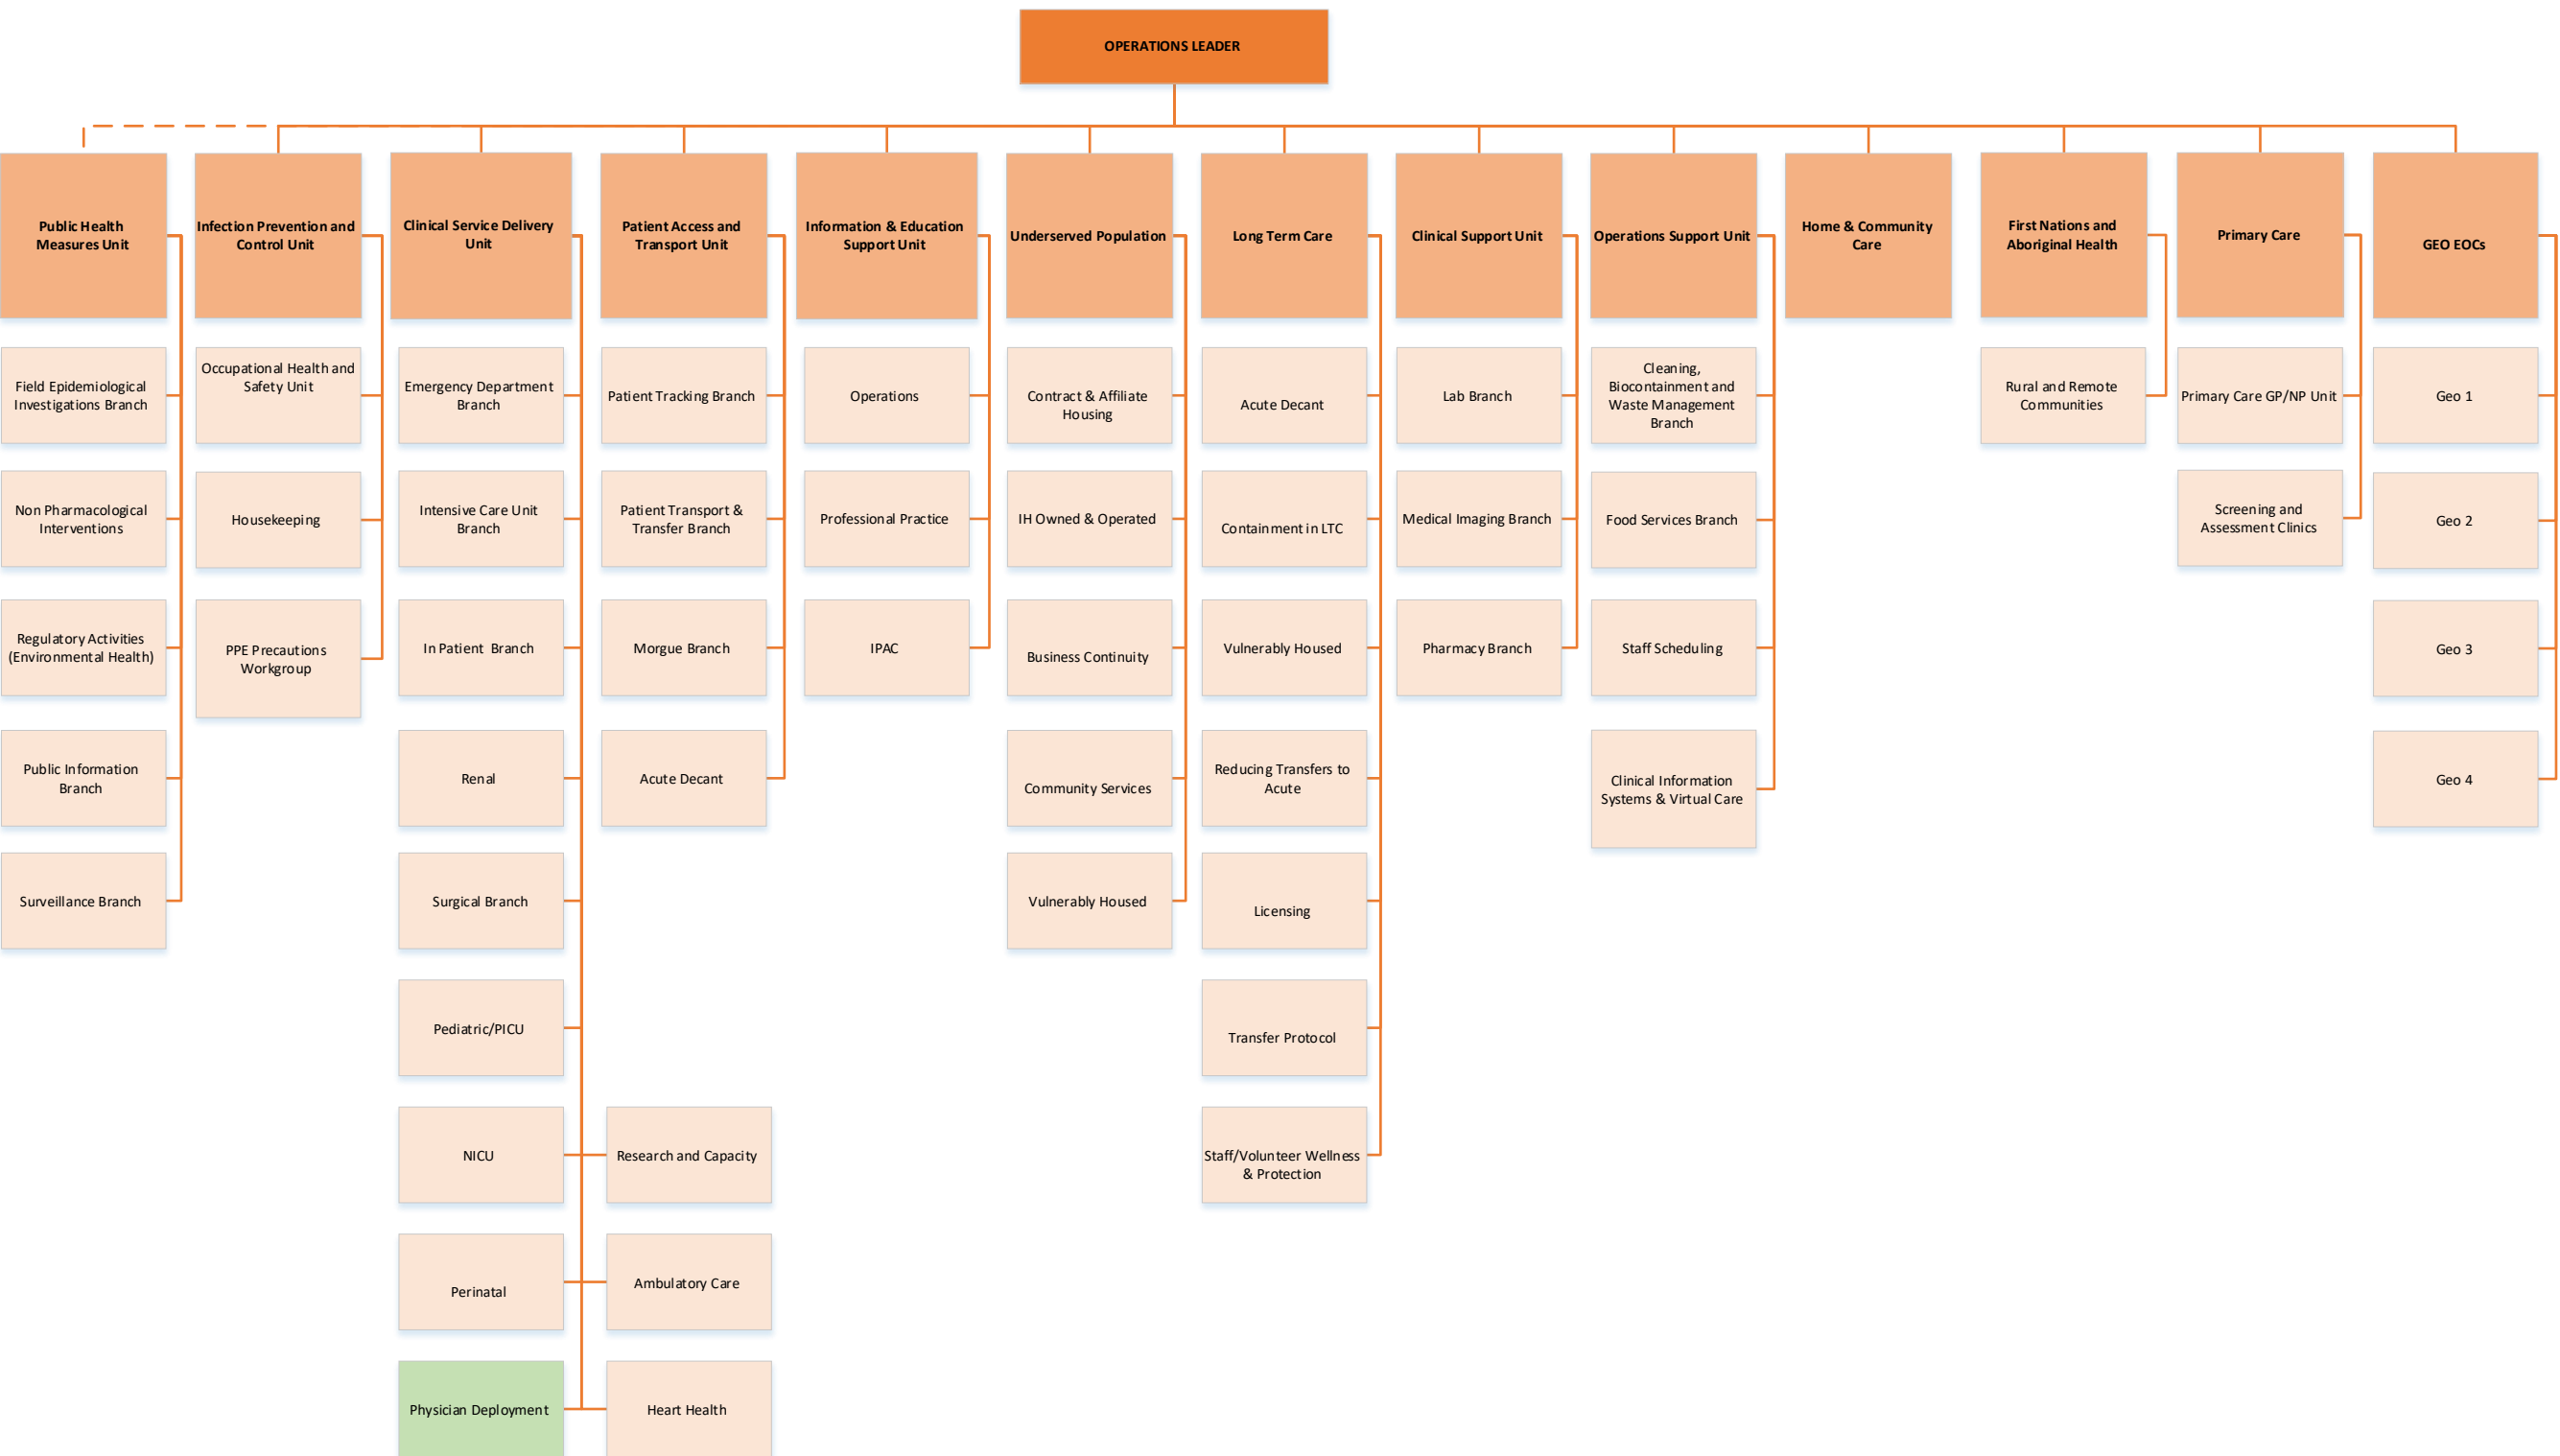 OPERATIONS LEADER
Public Health
Measures Unit
Infection Prevention and
Control Unit
Clinical Service Delivery
Unit
Patient Access and
Transport Unit
Information & Education
Support Unit
Underserved Population
Long Term Care
Clinical Support Unit
Operations Support Unit
Home & Community
Care
First Nations and
Aboriginal Health
Primary Care
GEO EOCs
Field Epidemiological
Investigations Branch
Occupational Health and
Safety Unit
Emergency Department
Branch
Patient Tracking Branch
Operations
Contract & Affiliate
Housing
Acute Decant
Lab Branch
Cleaning,
Biocontainment and
Waste Management
Branch
Rural and Remote
Communities
Primary Care GP/NP Unit
Geo 1
Non Pharmacological
Interventions
Housekeeping
Intensive Care Unit
Branch
Patient Transport &
Transfer Branch
Professional Practice
IH Owned & Operated
Containment in LTC
Medical Imaging Branch
Food Services Branch
Screening and
Assessment Clinics
Geo 2
Regulatory Activities
(Environmental Health)
PPE Precautions
Workgroup
In Patient Branch
Morgue Branch
IPAC
Business Continuity
Vulnerably Housed
Pharmacy Branch
Staff Scheduling
Geo 3
Public Information
Branch
Renal
Acute Decant
Community Services
Reducing Transfers to
Acute
Clinical Information
Systems & Virtual Care
Geo 4
Surveillance Branch
Surgical Branch
Vulnerably Housed
Licensing
Pediatric/PICU
Transfer Protocol
NICU
Research and Capacity
Staff/Volunteer Wellness
& Protection
Perinatal
Ambulatory Care
Physician Deployment
Heart Health